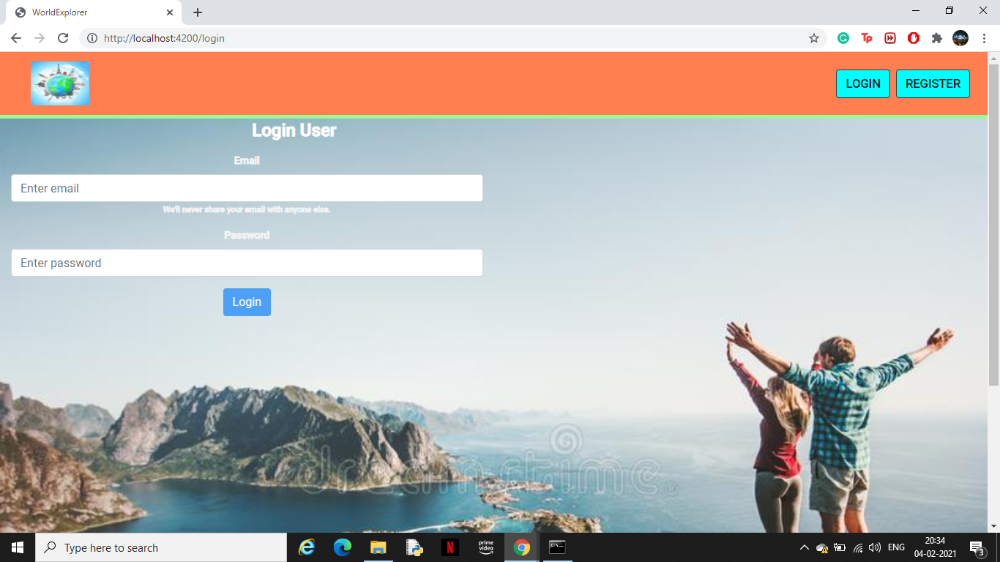 WorldExplorer
http://localhost:4200/login
LOGIN REGISTER
Login User
Email
Enter email
We'll never share your email with anyone else.
Password
Enter password
Login
dreamstime.
Type here to search
prime video
ENG
20:34
04-02-2021
3